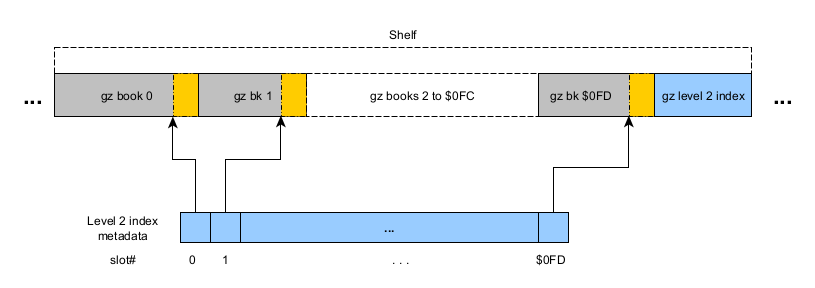 Shelf
...
gz book 0
gz bk 1
gz books 2 to $0FC
gz bk $0FD
gz level 2 index
...
Level 2 index
metadata
...
slot#
0
1
. . .
$0FD